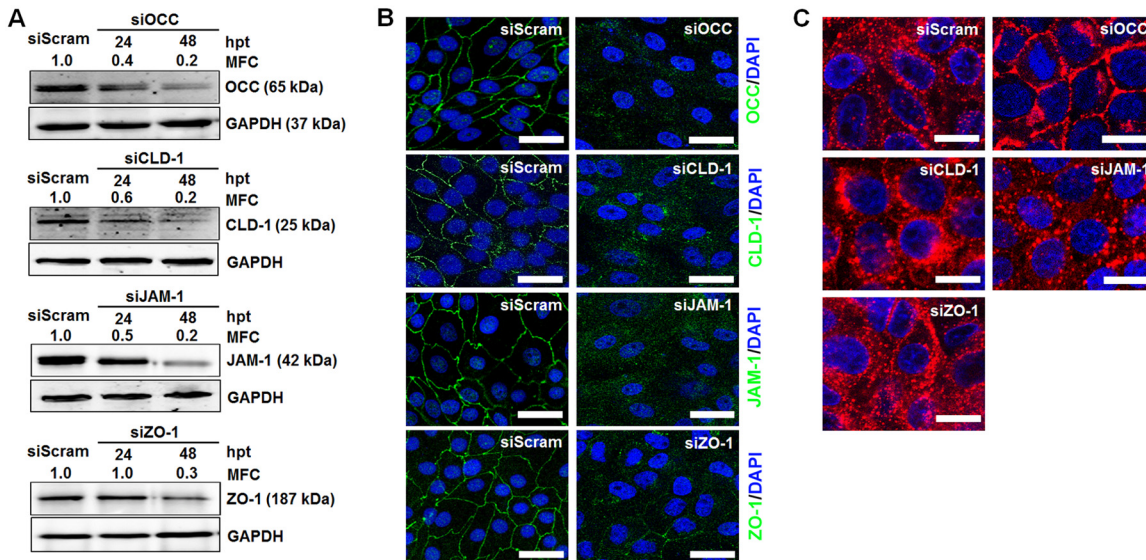 A
siOCC
siScram 24 48 hpt
1.0 0.4 0.2 MFC
OCC (65 kDa)
GAPDH (37 kDa)
siCLD-1
siScram 24 48 hpt
1.0 0.6 0.2 MFC
CLD-1 (25 kDa)
GAPDH
siJAM-1
siScram 24 48 hpt
1.0 0.5 0.2 MFC
JAM-1 (42 kDa)
GAPDH
siZO-1
siScram 24 48 hpt
1.0 1.0 0.3 MFC
ZO-1 (187 kDa)
GAPDH
B
siScram siOCC
OCC/DAPI
siScram siCLD-1
CLD-1/DAPI
siScram siJAM-1
JAM-1/DAPI
siScram siZO-1
ZO-1/DAPI
C
siScram siOCC
siCLD-1 siJAM-1
siZO-1